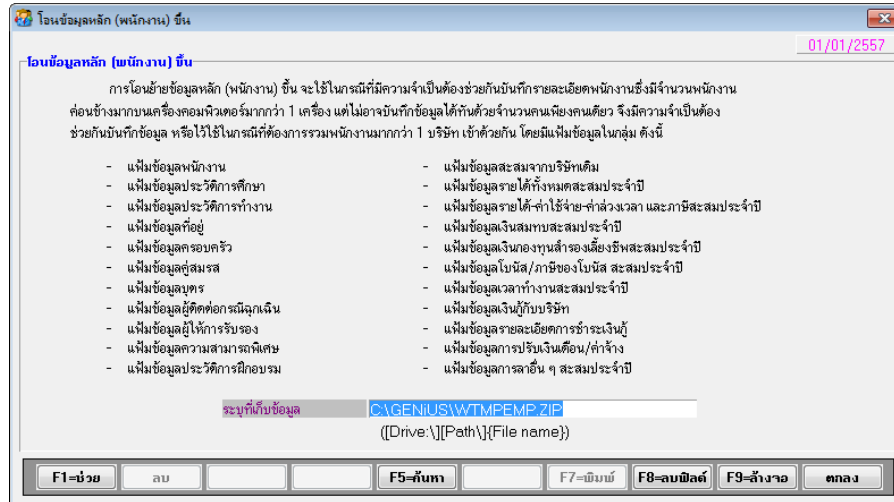 โอนข้อมูลหลัก (พนักงาน) ขึ้น
01/01/2557
โอนข้อมูลหลัก (พนักงาน) ขึ้น
การโอนย้ายข้อมูลหลัก (พนักงาน) ขึ้น จะใช้ในกรณีที่มีความจำเป็นต้องช่วยกันบันทึกรายละเอียดพนักงานซึ่งมีจำนวนพนักงาน
ค่อนข้างมากบนเครื่องคอมพิวเตอร์มากกว่า 1 เครื่อง แต่ไม่อาจบันทึกข้อมูลได้ทันด้วยจำนวนคนเพียงคนเดียว จึงมีความจำเป็นต้อง
ช่วยกันบันทึกข้อมูล หรือไว้ใช้ในกรณีที่ต้องการรวมพนักงานมากกว่า 1 บริษัท เข้าด้วยกัน โดยมีแฟ้มข้อมูลในกลุ่ม ดังนี้
- แฟ้มข้อมูลพนักงาน
- แฟ้มข้อมูลประวัติการศึกษา
- แฟ้มข้อมูลประวัติการทำงาน
- แฟ้มข้อมูลที่อยู่
- แฟ้มข้อมูลครอบครัว
- แฟ้มข้อมูลคู่สมรส
- แฟ้มข้อมูลบุตร
- แฟ้มข้อมูลผู้ติดต่อกรณีฉุกเฉิน
- แฟ้มข้อมูลผู้ให้การรับรอง
- แฟ้มข้อมูลความสามารถพิเศษ
- แฟ้มข้อมูลประวัติการฝึกอบรม
- แฟ้มข้อมูลสะสมจากบริษัทเดิม
- แฟ้มข้อมูลรายได้ทั้งหมดสะสมประจำปี
- แฟ้มข้อมูลรายได้-ค่าใช้จ่าย-ค่าล่วงเวลา และภาษีสะสมประจำปี
- แฟ้มข้อมูลเงินสมทบสะสมประจำปี
- แฟ้มข้อมูลเงินกองทุนสำรองเลี้ยงชีพสะสมประจำปี
- แฟ้มข้อมูลโบนัส/ภาษีของโบนัส สะสมประจำปี
- แฟ้มข้อมูลเวลาทำงานสะสมประจำปี
- แฟ้มข้อมูลเงินกู้กับบริษัท
- แฟ้มข้อมูลรายละเอียดการชำระเงินกู้
- แฟ้มข้อมูลการปรับเงินเดือน/ค่าจ้าง
- แฟ้มข้อมูลการลาอื่น ๆ สะสมประจำปี
ระบุที่เก็บข้อมูล C:\GENiUS\WTMPEMP.ZIP
([Drive:\][Path\]{File name})
F1=ช่วย ลบ F5=ค้นหา F7=พิมพ์ F8=ลบฟิลด์ F9=ล้างจอ ตกลง